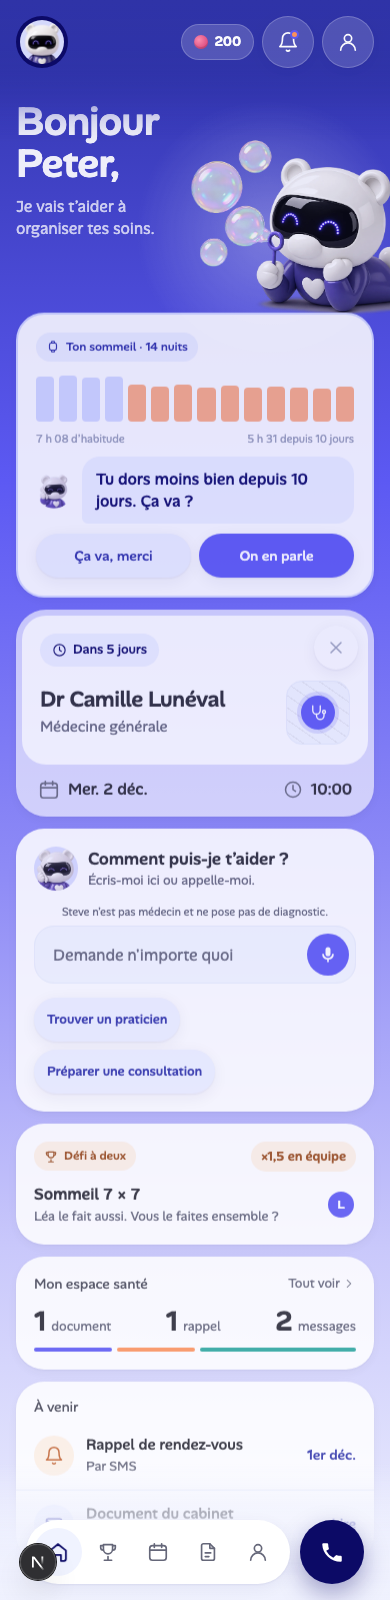 200
Bonjour
Peter,
Je vais t'aider à
organiser tes soins.
Ton sommeil · 14 nuits
7 h 08 d'habitude
5 h 31 depuis 10 jours
Tu dors moins bien depuis 10
jours. Ça va ?
Ça va, merci
On en parle
Dans 5 jours
Dr Camille Lunéval
Médecine générale
Mer. 2 déc.
10:00
Comment puis-je t'aider ?
Écris-moi ici ou appelle-moi.
Steve n'est pas médecin et ne pose pas de diagnostic.
Demande n'importe quoi
Trouver un praticien
Préparer une consultation
Défi à deux
×1,5 en équipe
Sommeil 7 × 7
Léa le fait aussi. Vous le faites ensemble ?
L
Mon espace santé
Tout voir
1 document
1 rappel
2 messages
À venir
Rappel de rendez-vous
Par SMS
1er déc.
Document du cabinet
N